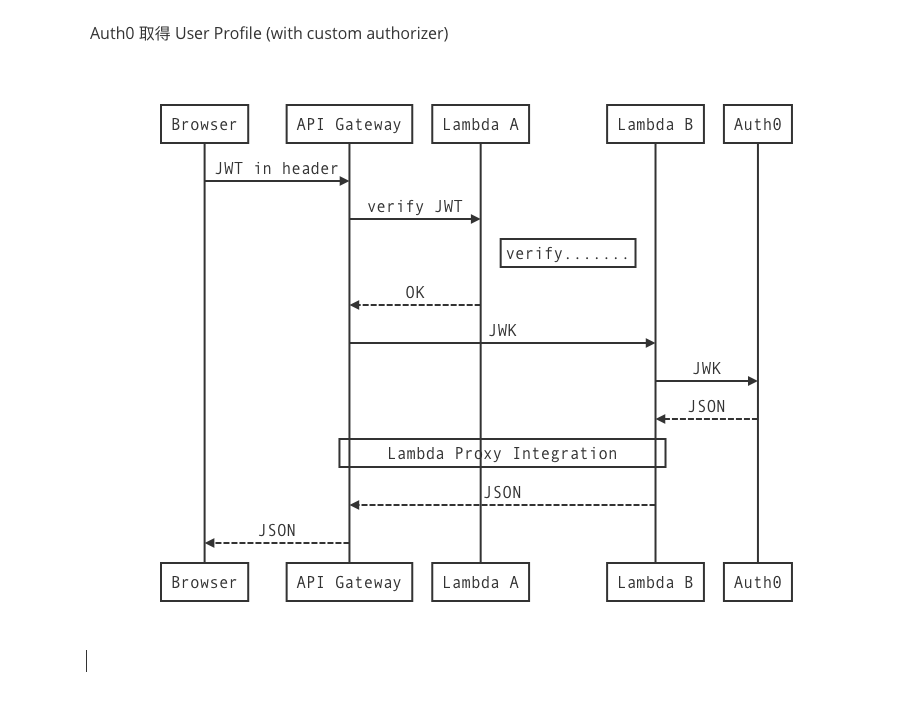 Auth0 取得 User Profile (with custom authorizer)
Browser API Gateway Lambda A Lambda B Auth0
JWT in header
verify JWT
verify.......
OK
JWK
JWK
JSON
Lambda Proxy Integration
JSON
JSON
Browser API Gateway Lambda A Lambda B Auth0